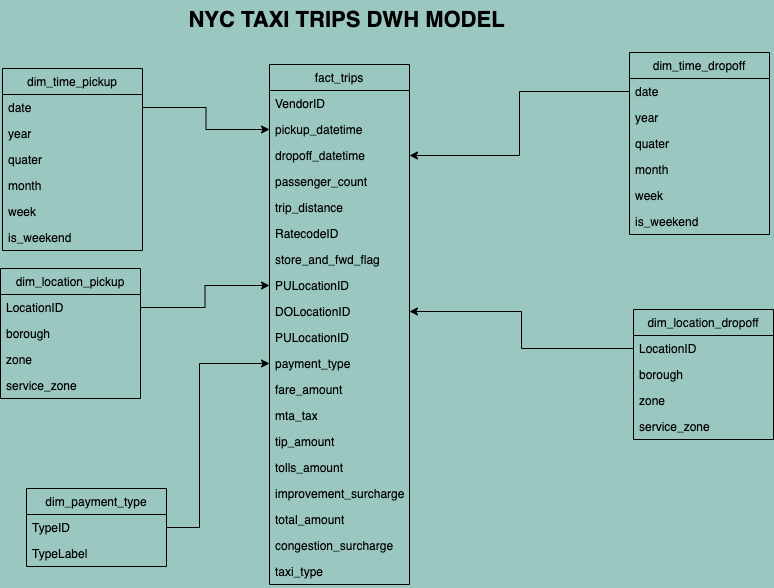 NYC TAXI TRIPS DWH MODEL
dim_time_pickup
date
year
quater
month
week
is_weekend
dim_location_pickup
LocationID
borough
zone
service_zone
dim_payment_type
TypeID
TypeLabel
fact_trips
VendorID
pickup_datetime
dropoff_datetime
passenger_count
trip_distance
RatecodeID
store_and_fwd_flag
PULocationID
DOLocationID
PULocationID
payment_type
fare_amount
mta_tax
tip_amount
tolls_amount
improvement_surcharge
total_amount
congestion_surcharge
taxi_type
dim_time_dropoff
date
year
quater
month
week
is_weekend
dim_location_dropoff
LocationID
borough
zone
service_zone